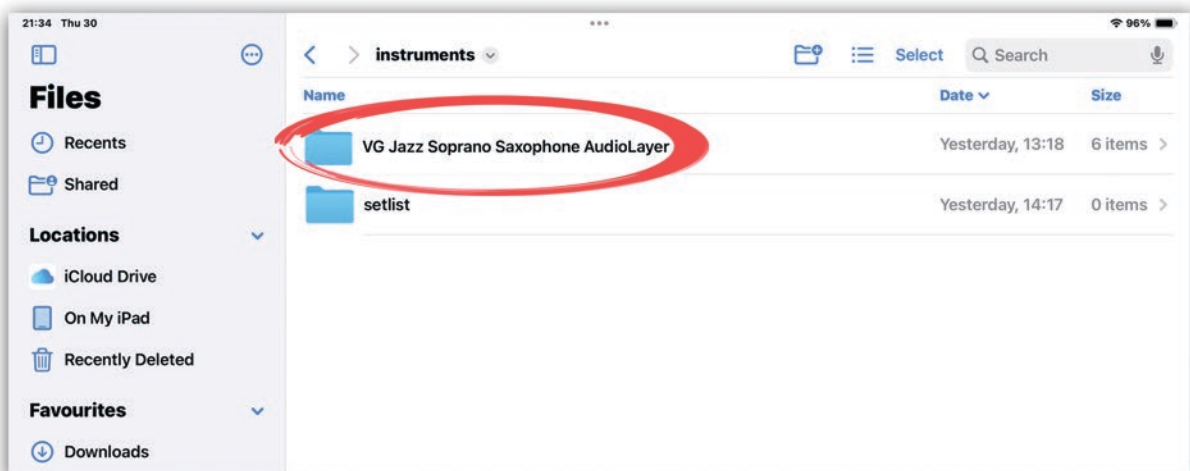 21:34 Thu 30
96%
instruments
Select
Search
Files
Name
Date
Size
Recents
VG Jazz Soprano Saxophone AudioLayer
Yesterday, 13:18
6 items
Shared
setlist
Yesterday, 14:17
0 items
Locations
iCloud Drive
On My iPad
Recently Deleted
Favourites
Downloads